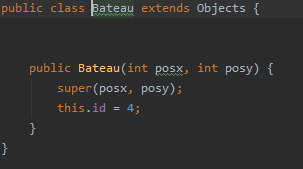 public class Bateau extends Objects {
public Bateau(int posx, int posy) {
super(posx, posy);
this.id = 4;
}
}